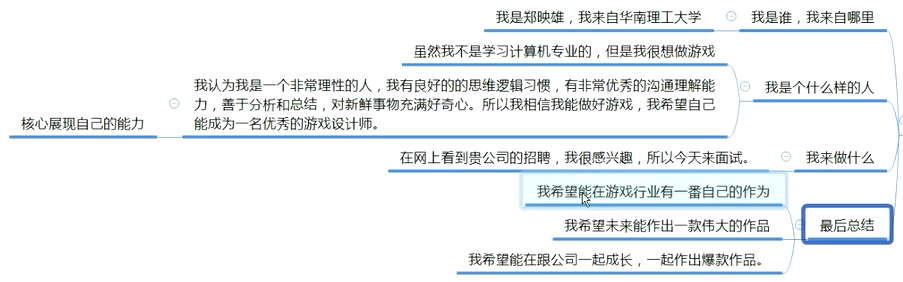 我是郑映雄，我来自华南理工大学
我是谁，我来自哪里
虽然我不是学习计算机专业的，但是我很想做游戏
我认为我是一个非常理性的人，我有良好的的思维逻辑习惯，有非常优秀的沟通理解能
力，善于分析和总结，对新鲜事物充满好奇心。所以我相信我能做好游戏，我希望自己
能成为一名优秀的游戏设计师。
我是个什么样的人
核心展现自己的能力
在网上看到贵公司的招聘，我很感兴趣，所以今天来面试。
我来做什么
我希望能在游戏行业有一番自己的作为
我希望未来能作出一款伟大的作品
最后总结
我希望能在跟公司一起成长，一起作出爆款作品。